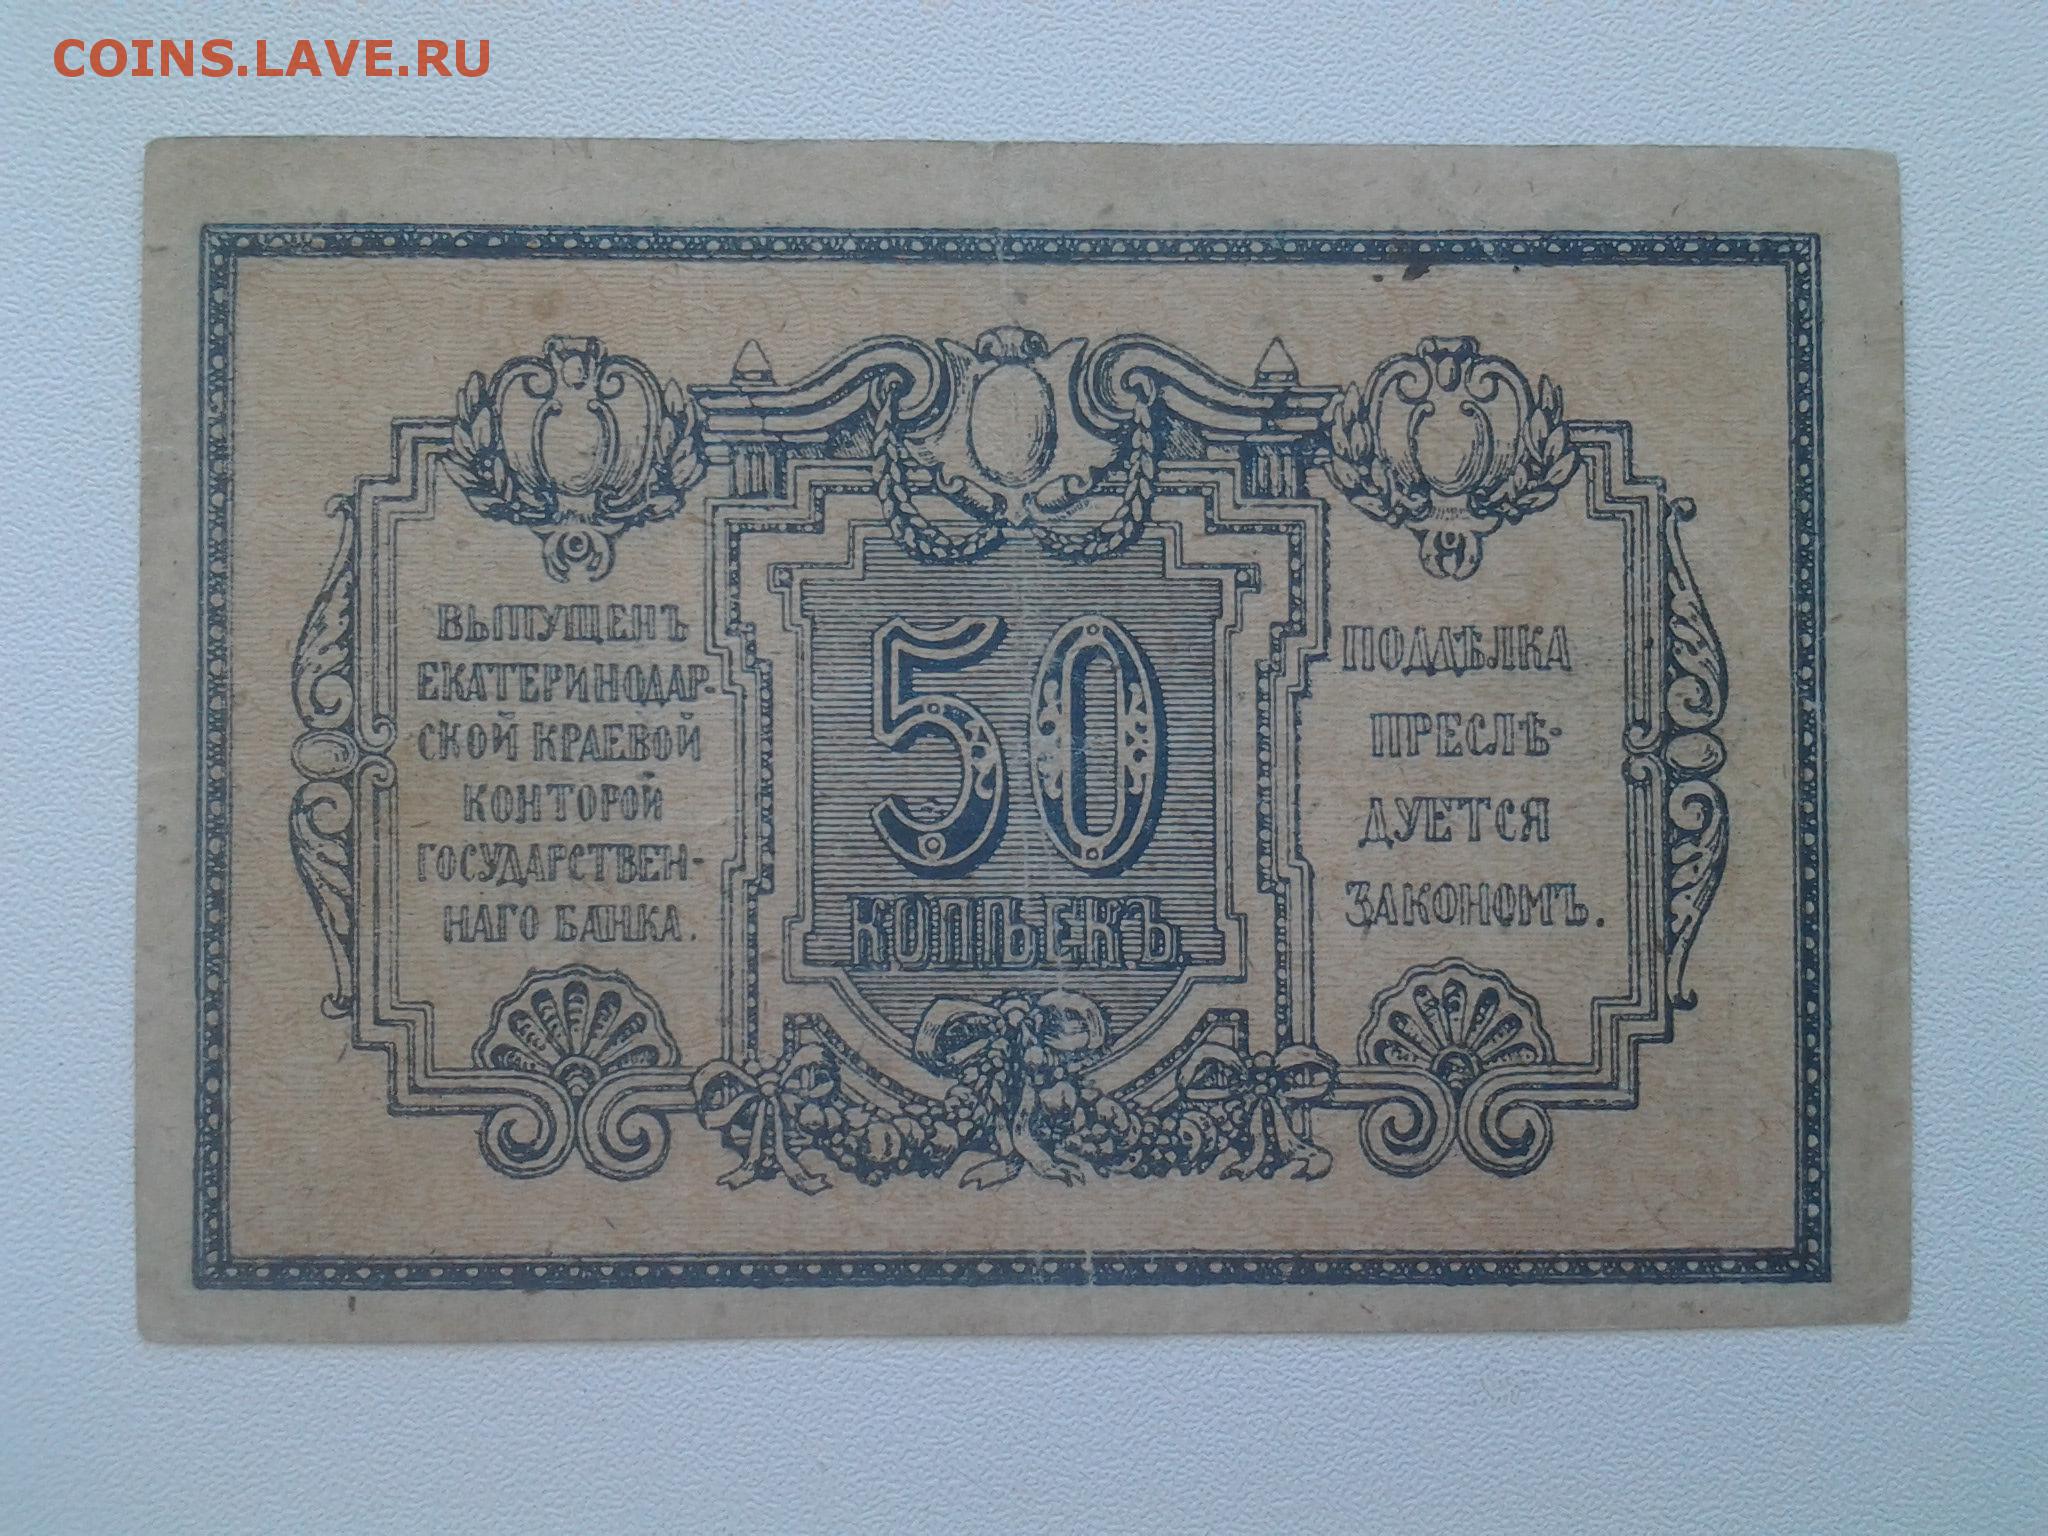 COINS.LAVE.RU
ВЫПУЩЕНЪ
ЕКАТЕРИНОДАР-
СКОЙ КРАЕВОЙ
КОНТОРОЙ
ГОСУДАРСТВЕН-
НАГО БАНКА.
50
КОПѢЕКЪ.
ПОДДѢЛКА
ПРЕСЛѢ-
ДУЕТСЯ
ЗАКОНОМЪ.